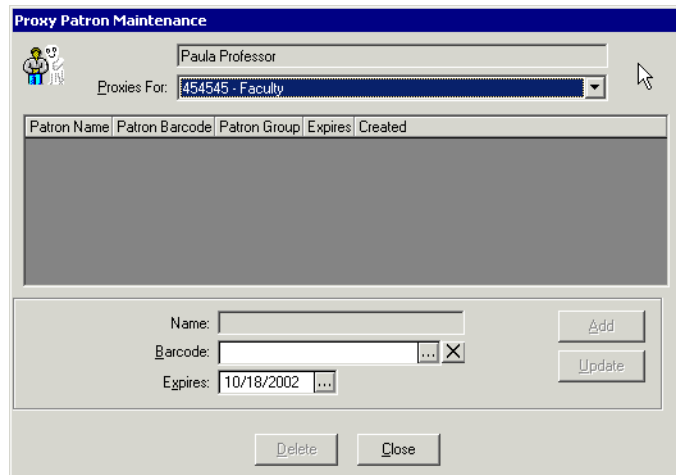 Proxy Patron Maintenance
Paula Professor
Proxies For: 454545 - Faculty
Patron Name Patron Barcode Patron Group Expires Created
Name:
Add
Barcode: ...
Update
Expires: 10/18/2002 ...
Delete Close